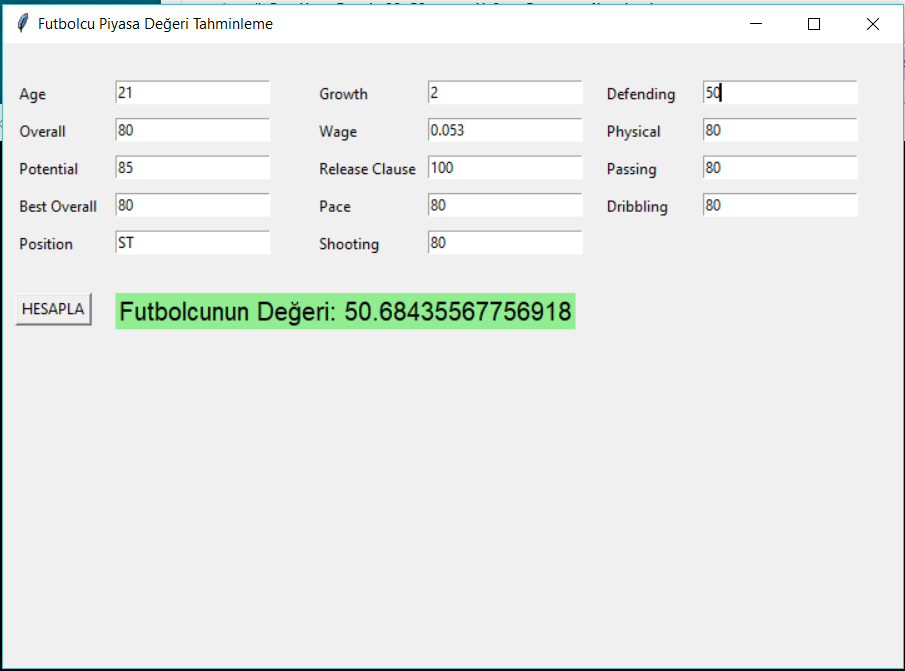 Futbolcu Piyasa Değeri Tahminleme
Age 21 Growth 2 Defending 50
Overall 80 Wage 0.053 Physical 80
Potential 85 Release Clause 100 Passing 80
Best Overall 80 Pace 80 Dribbling 80
Position ST Shooting 80
HESAPLA Futbolcunun Değeri: 50.68435567756918